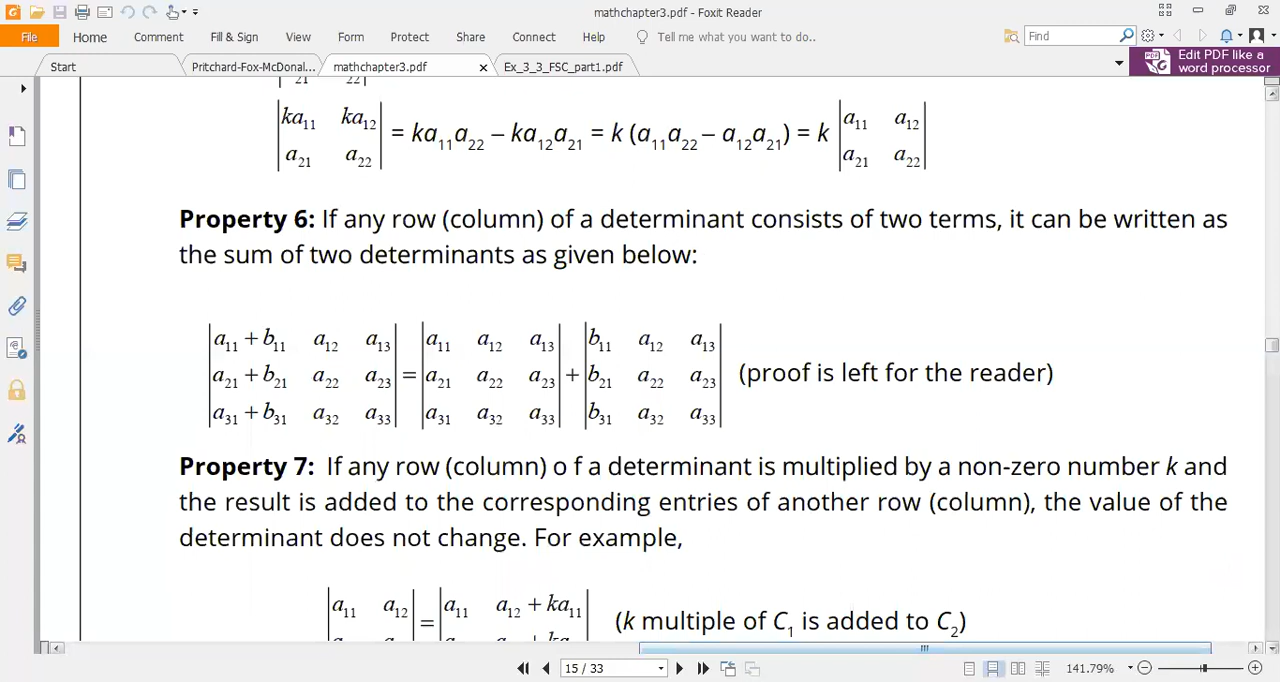 mathchapter3.pdf - Foxit Reader
File Home Comment Fill & Sign View Form Protect Share Connect Help Tell me what you want to do.. Find
Start Pritchard-Fox-McDonal... mathchapter3.pdf Ex_3_3_FSC_part1.pdf Edit PDF like a
word processor
21 22
|ka11 ka12| = ka11a22 – ka12a21 = k (a11a22 – a12a21) = k |a11 a12|
|a21 a22| |a21 a22|
Property 6: If any row (column) of a determinant consists of two terms, it can be written as
the sum of two determinants as given below:
|a11 + b11 a12 a13| |a11 a12 a13| |b11 a12 a13|
|a21 + b21 a22 a23| = |a21 a22 a23| + |b21 a22 a23| (proof is left for the reader)
|a31 + b31 a32 a33| |a31 a32 a33| |b31 a32 a33|
Property 7: If any row (column) o f a determinant is multiplied by a non-zero number k and
the result is added to the corresponding entries of another row (column), the value of the
determinant does not change. For example,
|a11 a12| = |a11 a12 + ka11| (k multiple of C1 is added to C2)
15 / 33 141.79%